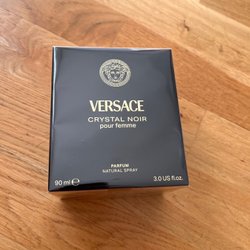 VERSACE
CRYSTAL NOIR
pour femme
PARFUM
NATURAL SPRAY
90 ml ℮ 3.0 US fl.oz.